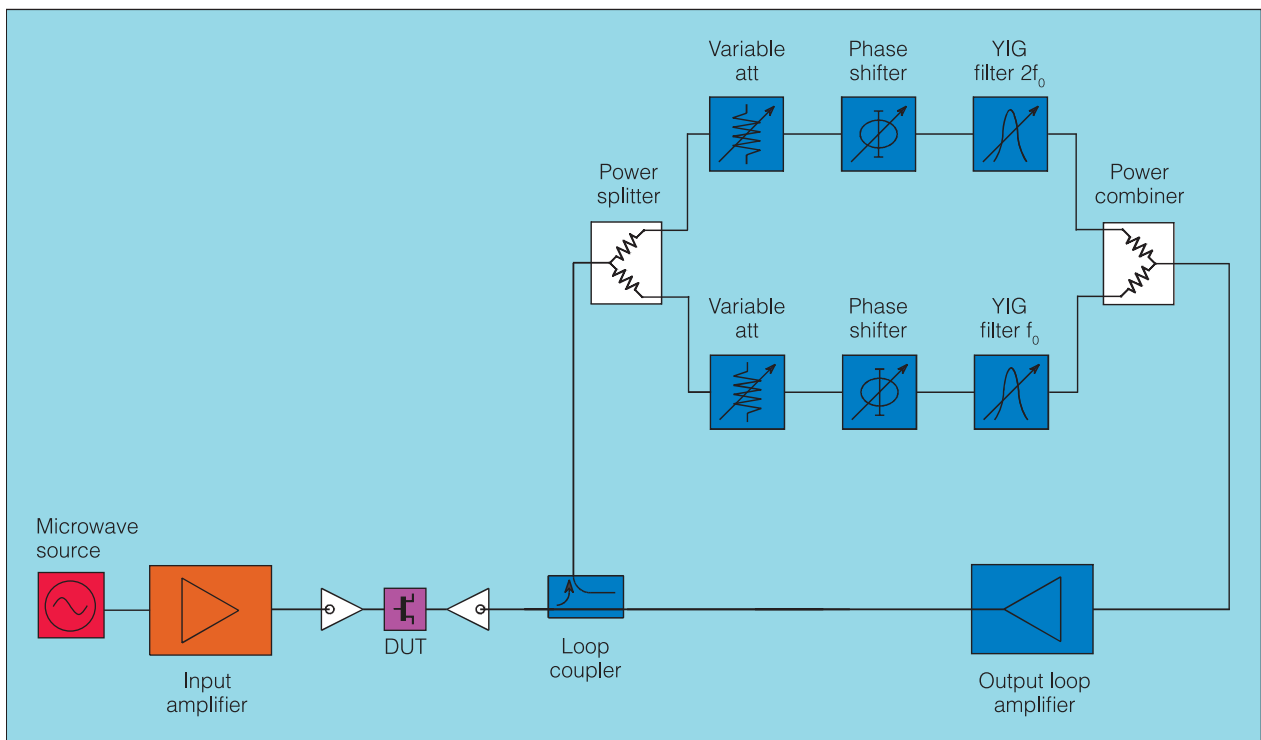 Variable
att
Phase
shifter
YIG
filter 2f₀
Power
splitter
Power
combiner
Variable
att
Phase
shifter
YIG
filter f₀
Microwave
source
DUT
Loop
coupler
Input
amplifier
Output loop
amplifier